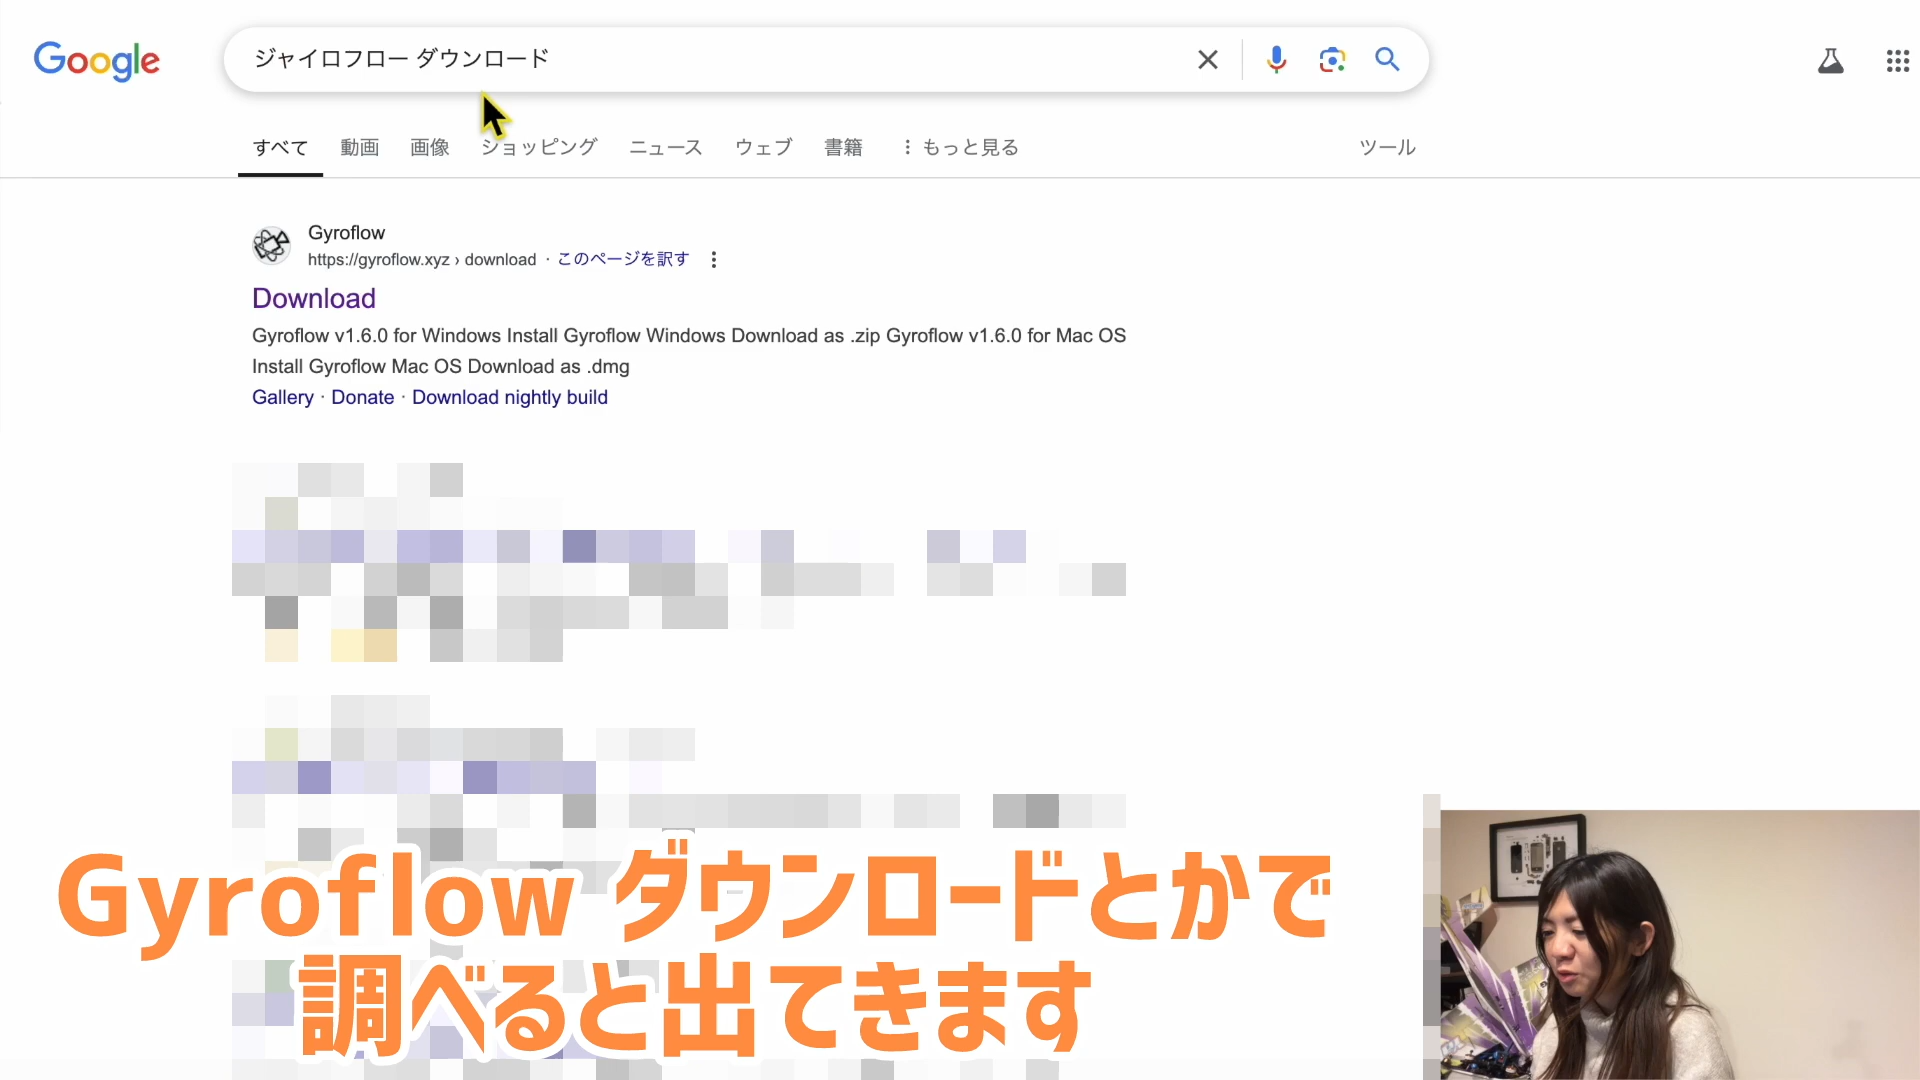 Google
ジャイロフロー ダウンロード
すべて 動画 画像 ショッピング ニュース ウェブ 書籍 もっと見る ツール
Gyroflow
https://gyroflow.xyz › download · このページを訳す
Download
Gyroflow v1.6.0 for Windows Install Gyroflow Windows Download as .zip Gyroflow v1.6.0 for Mac OS
Install Gyroflow Mac OS Download as .dmg
Gallery · Donate · Download nightly build
Gyroflow ダウンロードとかで
調べると出てきます